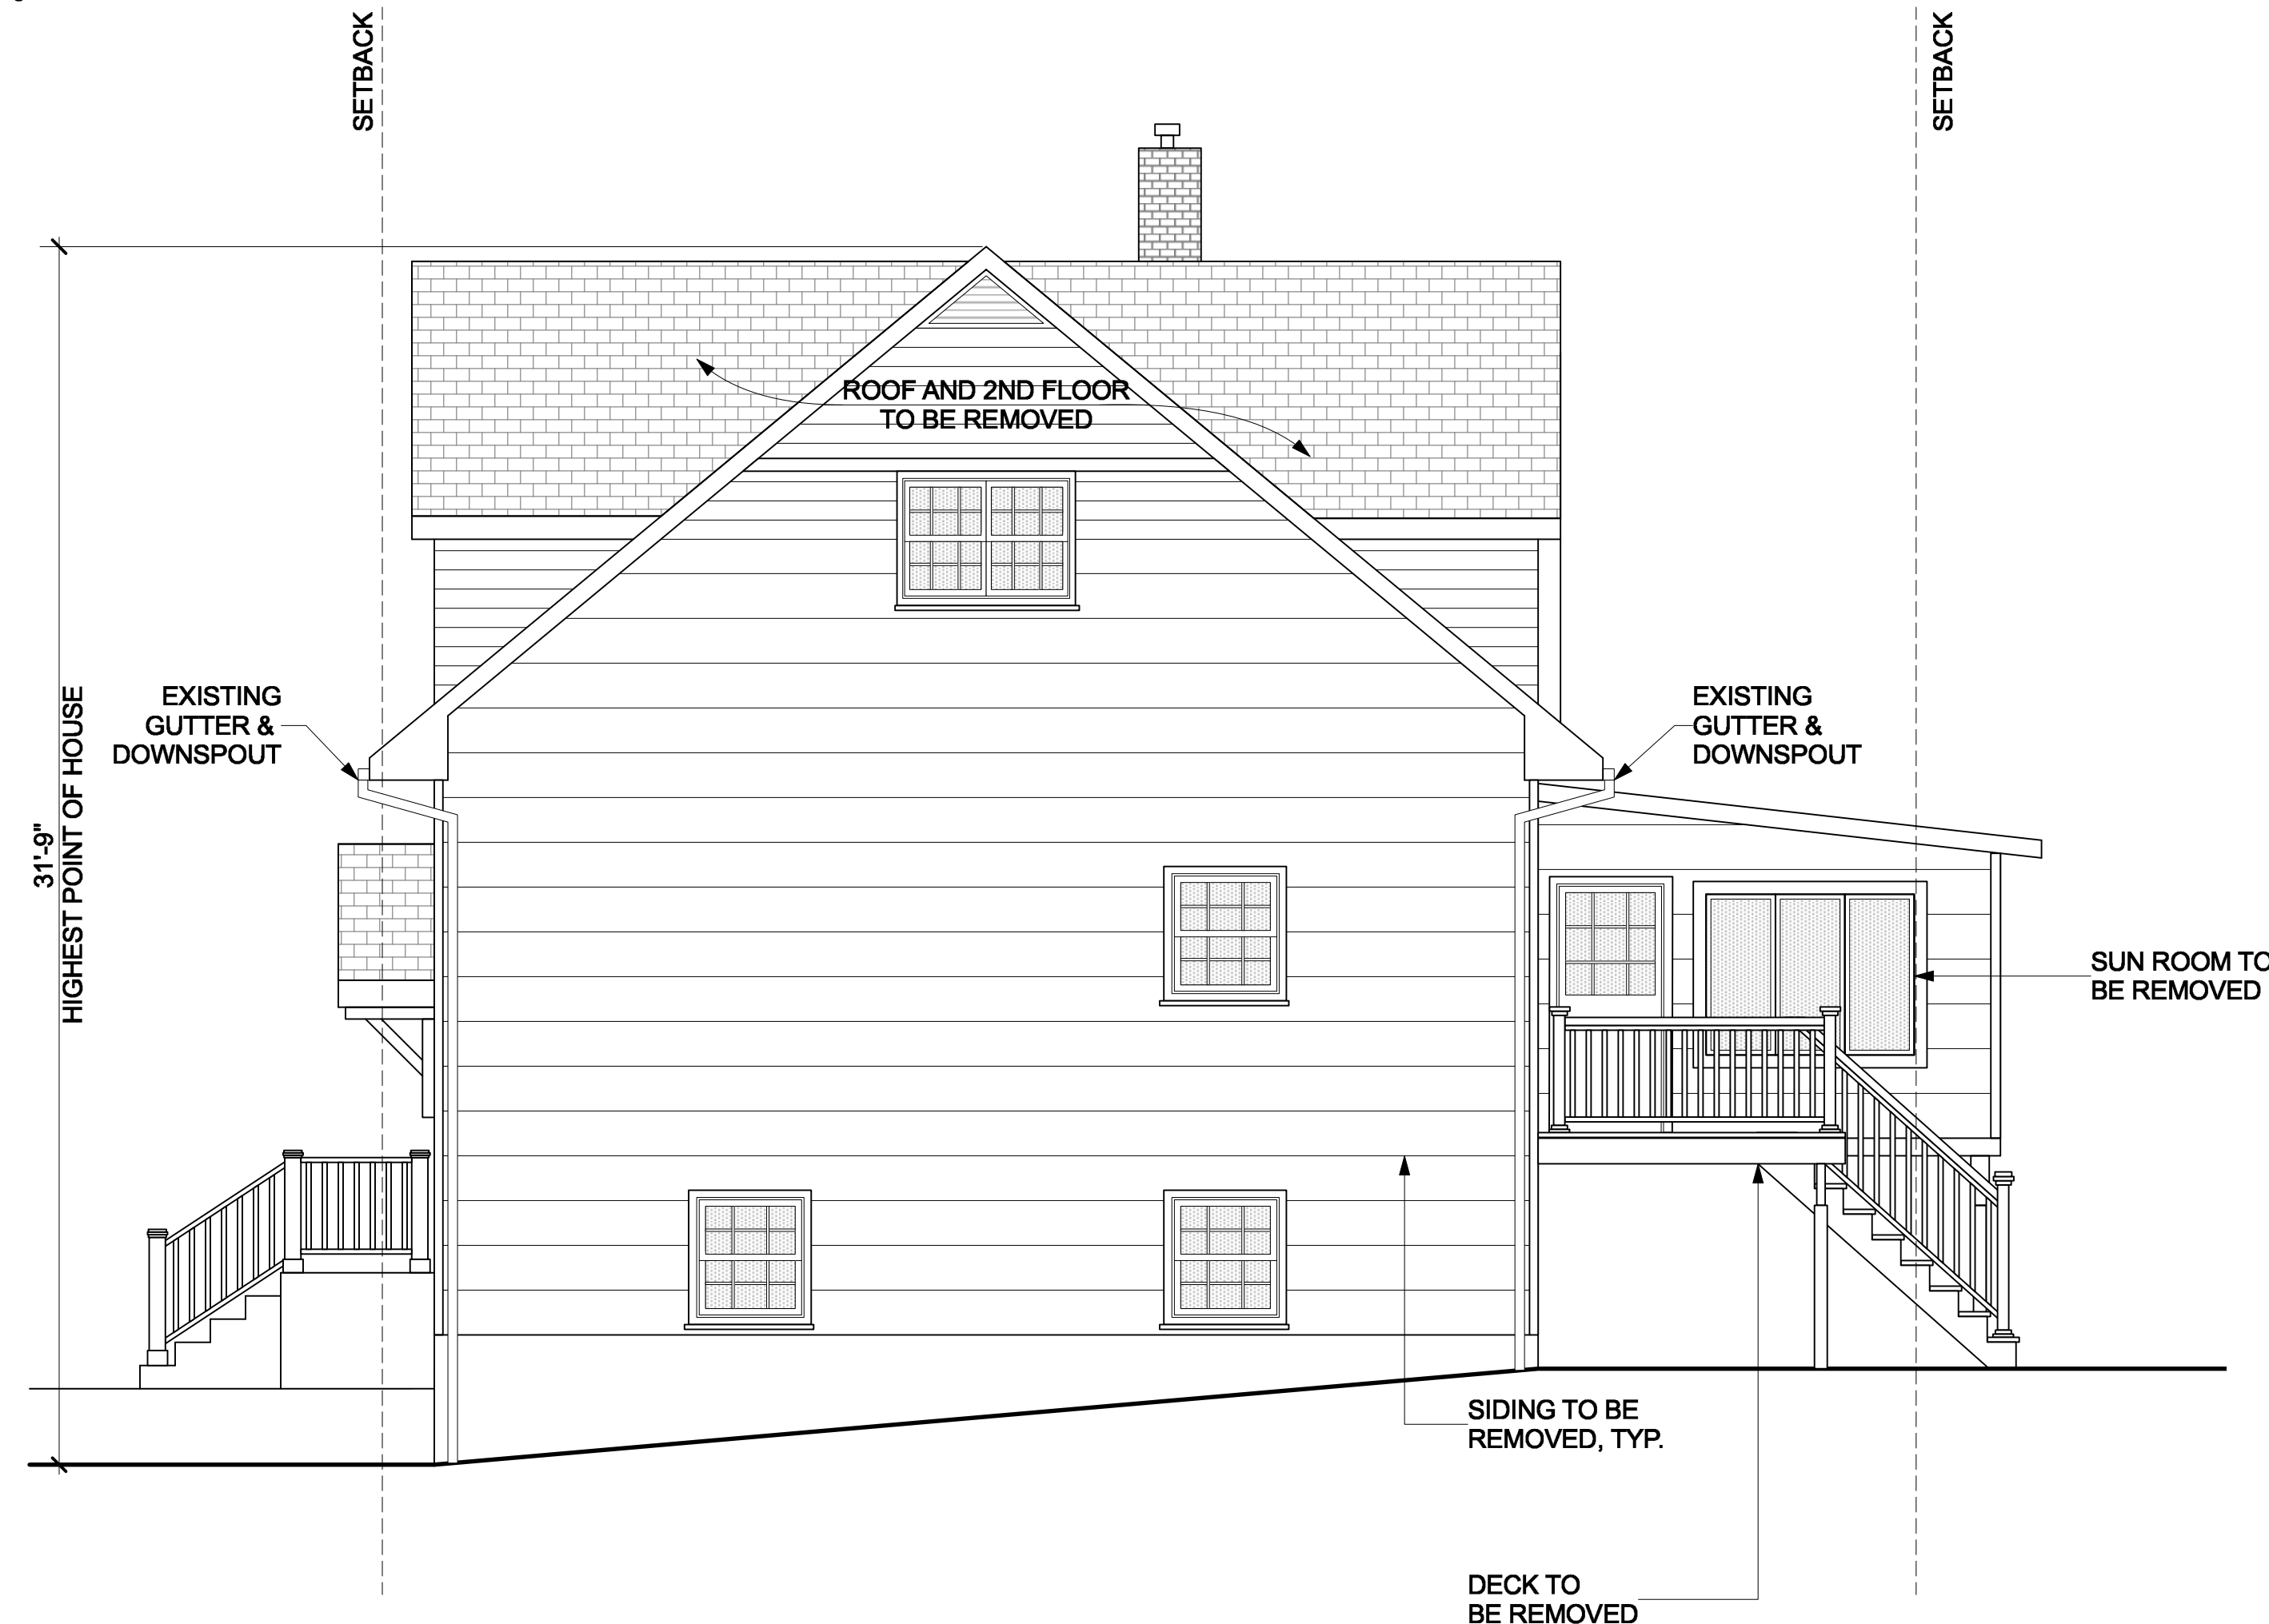 SETBACK
SETBACK
ROOF AND 2ND FLOOR
TO BE REMOVED
EXISTING
GUTTER &
DOWNSPOUT
EXISTING
GUTTER &
DOWNSPOUT
31'-9"
HIGHEST POINT OF HOUSE
SUN ROOM TO
BE REMOVED
SIDING TO BE
REMOVED, TYP.
DECK TO
BE REMOVED